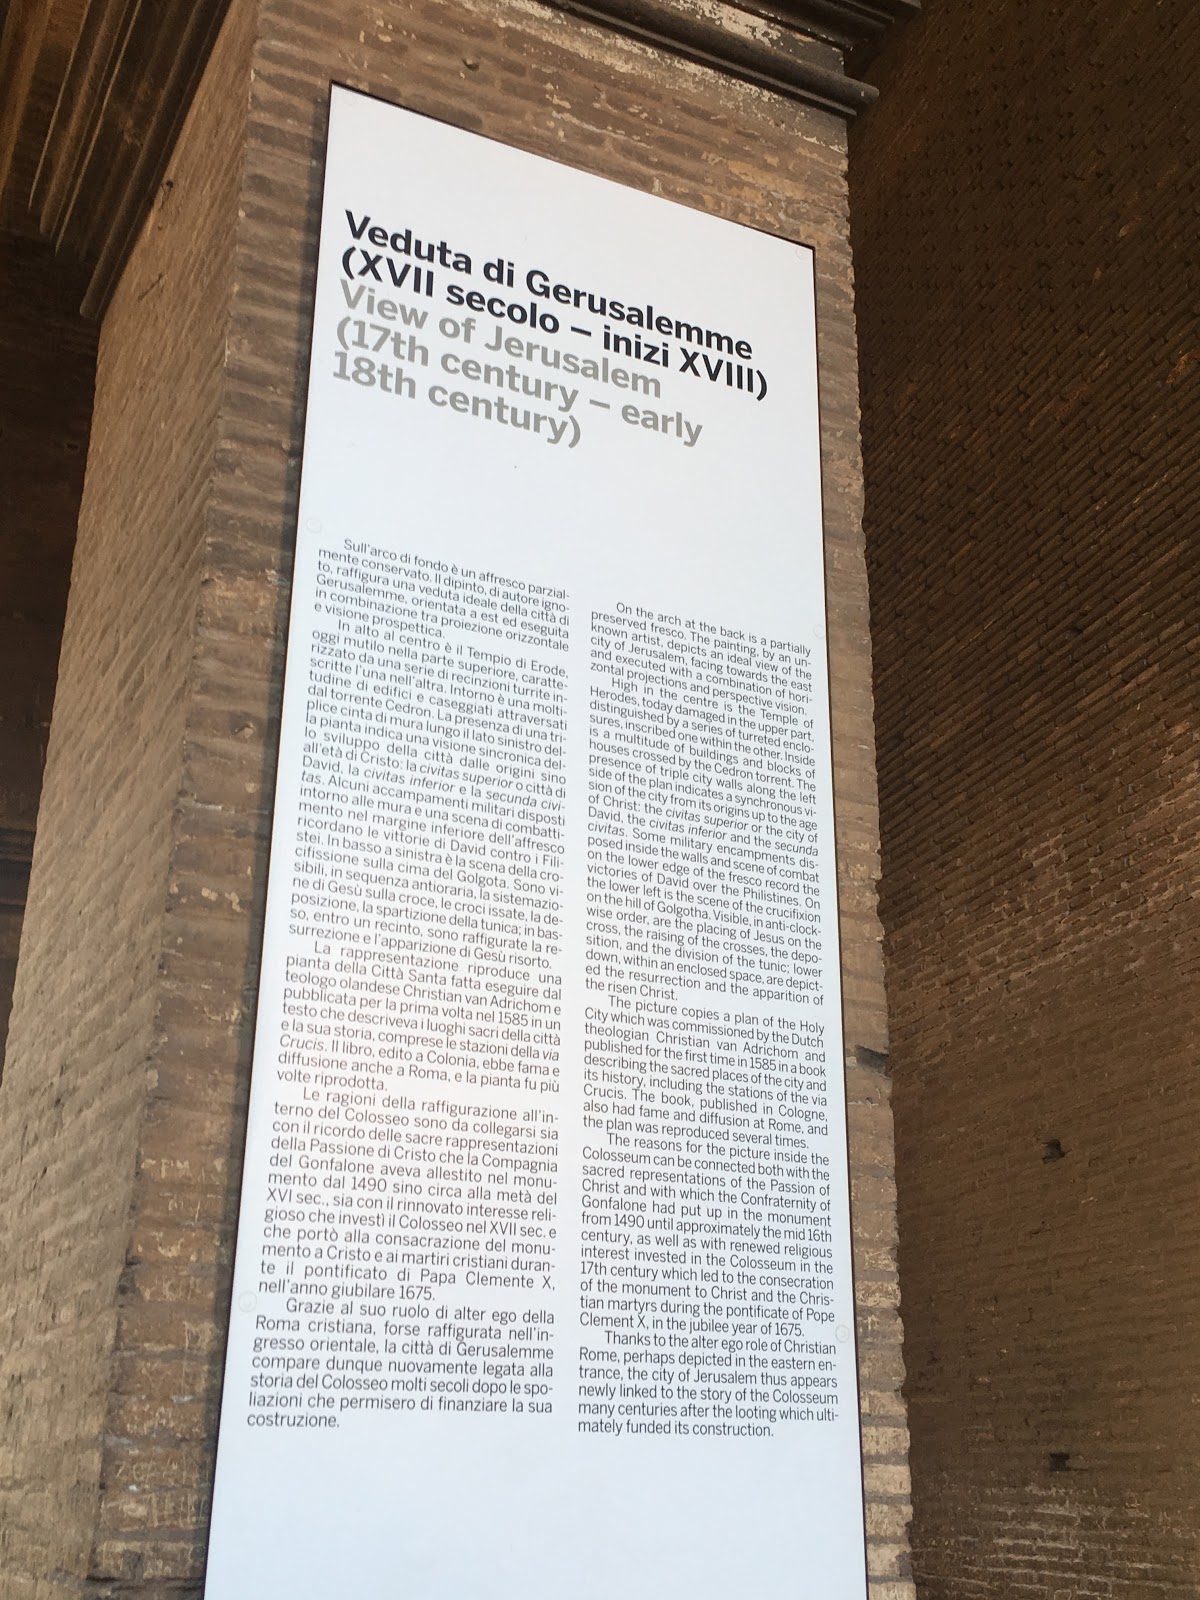 Veduta di Gerusalemme
(XVII secolo – inizi XVIII)
View of Jerusalem
(17th century – early
18th century)
Sull'arco di fondo è un affresco parzial-
mente conservato. Il dipinto, di autore igno-
to, raffigura una veduta ideale della città di
Gerusalemme, orientata a est ed eseguita
in combinazione tra proiezione orizzontale
e visione prospettica.
In alto al centro è il Tempio di Erode,
oggi mutilo nella parte superiore, caratte-
rizzato da una serie di recinzioni turrite in-
scritte l'una nell'altra. Intorno è una molti-
tudine di edifici e caseggiati attraversati
dal torrente Cedron. La presenza di una tri-
plice cinta di mura lungo il lato sinistro del-
la pianta indica una visione sincronica del-
lo sviluppo della città dalle origini sino
all'età di Cristo: la civitas superior o città di
David, la civitas inferior e la secunda civi-
tas. Alcuni accampamenti militari disposti
intorno alle mura e una scena di combatti-
mento nel margine inferiore dell'affresco
ricordano le vittorie di David contro i Fili-
stei. In basso a sinistra è la scena della cro-
cifissione sulla cima del Golgota. Sono vi-
sibili, in sequenza antioraria, la sistemazio-
ne di Gesù sulla croce, le croci issate, la de-
posizione, la spartizione della tunica; in bas-
so, entro un recinto, sono raffigurate la re-
surrezione e l'apparizione di Gesù risorto.
La rappresentazione riproduce una
pianta della Città Santa fatta eseguire dal
teologo olandese Christian van Adrichom e
pubblicata per la prima volta nel 1585 in un
testo che descriveva i luoghi sacri della città
e la sua storia, comprese le stazioni della via
Crucis. Il libro, edito a Colonia, ebbe fama e
diffusione anche a Roma, e la pianta fu più
volte riprodotta.
Le ragioni della raffigurazione all'in-
terno del Colosseo sono da collegarsi sia
con il ricordo delle sacre rappresentazioni
della Passione di Cristo che la Compagnia
del Gonfalone aveva allestito nel monu-
mento dal 1490 sino circa alla metà del
XVI sec., sia con il rinnovato interesse reli-
gioso che investì il Colosseo nel XVII sec. e
che portò alla consacrazione del monu-
mento a Cristo e ai martiri cristiani duran-
te il pontificato di Papa Clemente X,
nell'anno giubilare 1675.
Grazie al suo ruolo di alter ego della
Roma cristiana, forse raffigurata nell'in-
gresso orientale, la città di Gerusalemme
compare dunque nuovamente legata alla
storia del Colosseo molti secoli dopo le spo-
liazioni che permisero di finanziare la sua
costruzione.
On the arch at the back is a partially
preserved fresco. The painting, by an un-
known artist, depicts an ideal view of the
city of Jerusalem, facing towards the east
and executed with a combination of hori-
zontal projections and perspective vision.
High in the centre is the Temple of
Herodes, today damaged in the upper part,
distinguished by a series of turreted enclo-
sures, inscribed one within the other. Inside
is a multitude of buildings and blocks of
houses crossed by the Cedron torrent. The
presence of triple city walls along the left
side of the plan indicates a synchronous vi-
sion of the city from its origins up to the age
of Christ: the civitas superior or the city of
David, the civitas inferior and the secunda
civitas. Some military encampments dis-
posed inside the walls and scene of combat
on the lower edge of the fresco record the
victories of David over the Philistines. On
the lower left is the scene of the crucifixion
on the hill of Golgotha. Visible, in anti-clock-
wise order, are the placing of Jesus on the
cross, the raising of the crosses, the depo-
sition, and the division of the tunic; lower
down, within an enclosed space, are depict-
ed the resurrection and the apparition of
the risen Christ.
The picture copies a plan of the Holy
City which was commissioned by the Dutch
theologian Christian van Adrichom and
published for the first time in 1585 in a book
describing the sacred places of the city and
its history, including the stations of the via
Crucis. The book, published in Cologne,
also had fame and diffusion at Rome, and
the plan was reproduced several times.
The reasons for the picture inside the
Colosseum can be connected both with the
sacred representations of the Passion of
Christ and with which the Confraternity of
Gonfalone had put up in the monument
from 1490 until approximately the mid 16th
century, as well as with renewed religious
interest invested in the Colosseum in the
17th century which led to the consecration
of the monument to Christ and the Chris-
tian martyrs during the pontificate of Pope
Clement X, in the jubilee year of 1675.
Thanks to the alter ego role of Christian
Rome, perhaps depicted in the eastern en-
trance, the city of Jerusalem thus appears
newly linked to the story of the Colosseum
many centuries after the looting which ulti-
mately funded its construction.